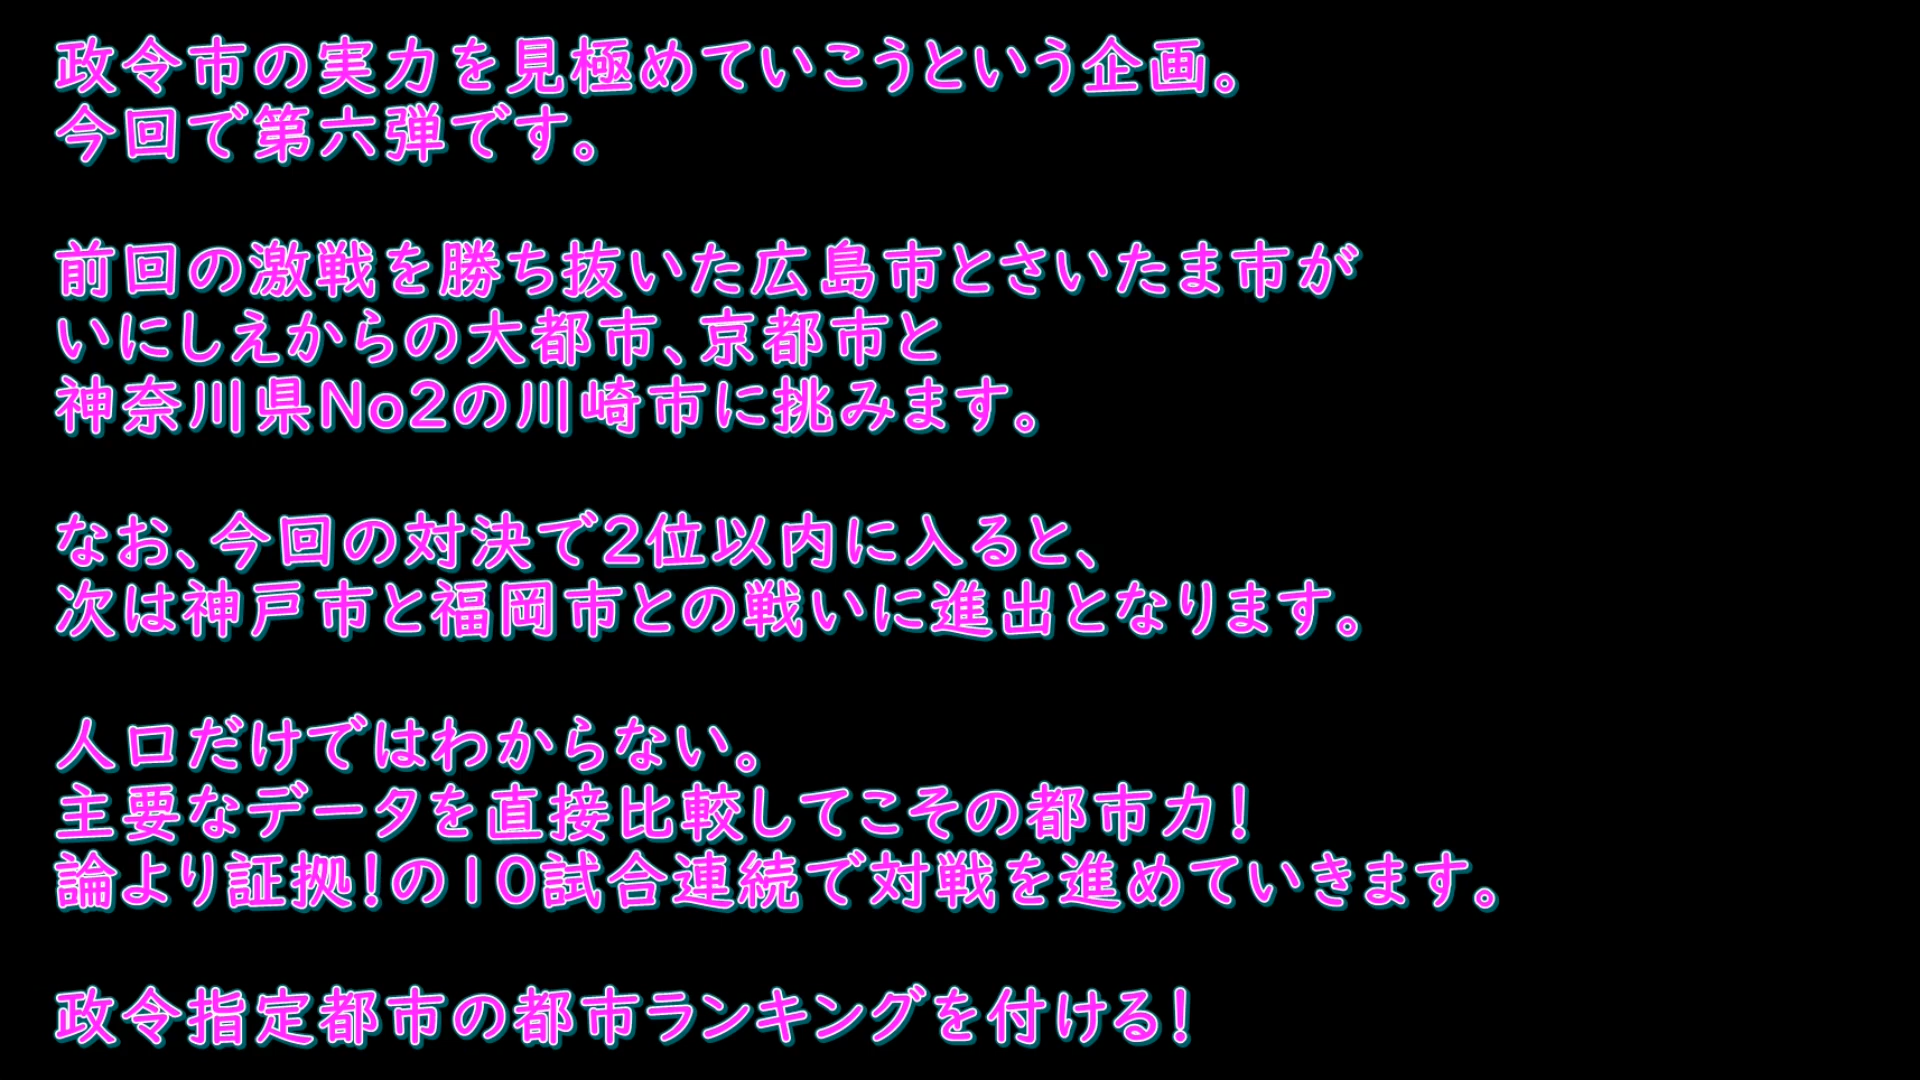 政令市の実力を見極めていこうという企画。
今回で第六弾です。
前回の激戦を勝ち抜いた広島市とさいたま市が
いにしえからの大都市、京都市と
神奈川県No2の川崎市に挑みます。
なお、今回の対決で2位以内に入ると、
次は神戸市と福岡市との戦いに進出となります。
人口だけではわからない。
主要なデータを直接比較してこその都市力！
論より証拠！の10試合連続で対戦を進めていきます。
政令指定都市の都市ランキングを付ける！